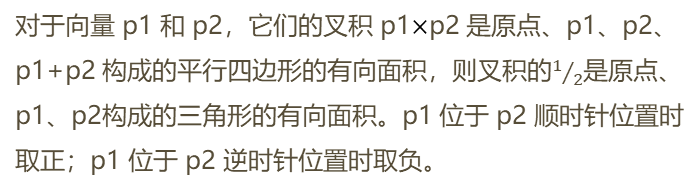 对于向量 p1 和 p2，它们的叉积 p1×p2 是原点、p1、p2、
p1+p2 构成的平行四边形的有向面积，则叉积的1/2是原点、
p1、p2构成的三角形的有向面积。p1 位于 p2 顺时针位置时
取正；p1 位于 p2 逆时针位置时取负。